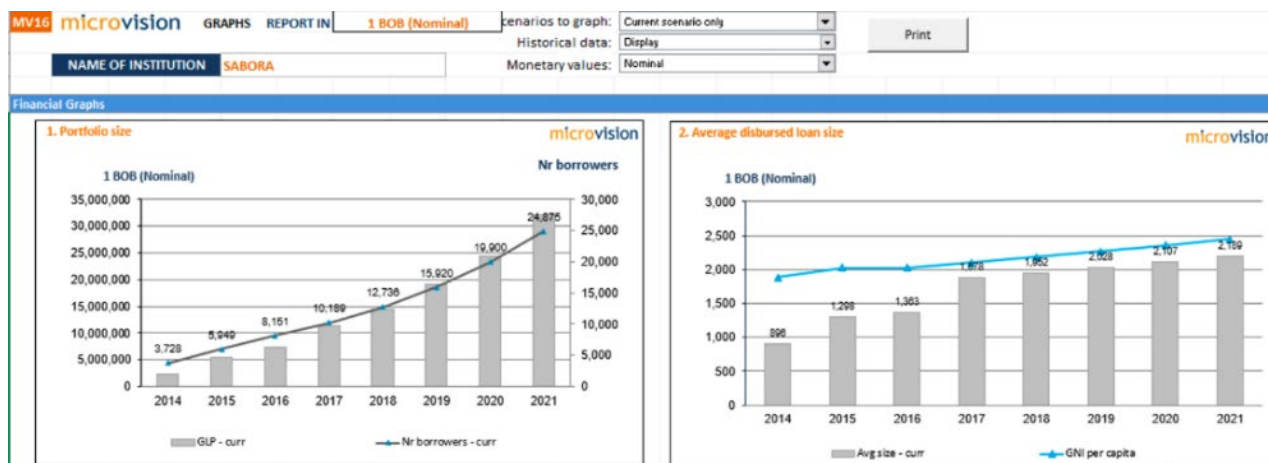 MV16 microvision GRAPHS REPORT IN 1 BOB (Nominal)
cenarios to graph: Current scenario only
Historical data: Display
Monetary values: Nominal
Print
NAME OF INSTITUTION SABORA
Financial Graphs
1. Portfolio size
microvision
Nr borrowers
1 BOB (Nominal)
35,000,000
30,000,000
25,000,000
20,000,000
15,000,000
10,000,000
5,000,000
0
30,000
25,000
20,000
15,000
10,000
5,000
0
3,728
5,949
8,151
10,189
12,736
15,920
19,900
24,875
2014 2015 2016 2017 2018 2019 2020 2021
GLP - curr
Nr borrowers - curr
2. Average disbursed loan size
microvision
1 BOB (Nominal)
3,000
2,500
2,000
1,500
1,000
500
0
896
1,298
1,363
1,878
1,952
2,028
2,107
2,189
2014 2015 2016 2017 2018 2019 2020 2021
Avg size - curr
GNI per capita